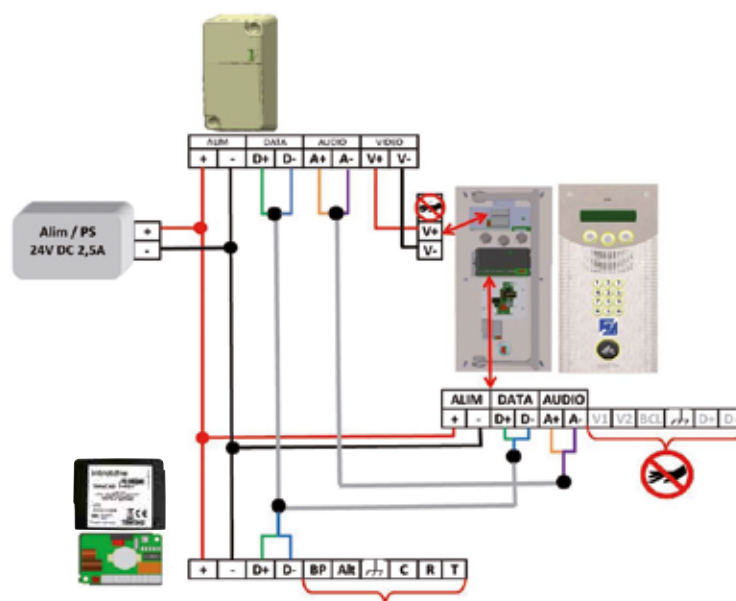 ALIM DATA AUDIO VIDEO
+ - D+ D- A+ A- V+ V-
Alim / PS
24V DC 2,5A
+
-
V+
V-
ALIM DATA AUDIO
+ - D+ D- A+ A- V1 V2 BCL D+ D-
+ - D+ D- BP Alt C R T